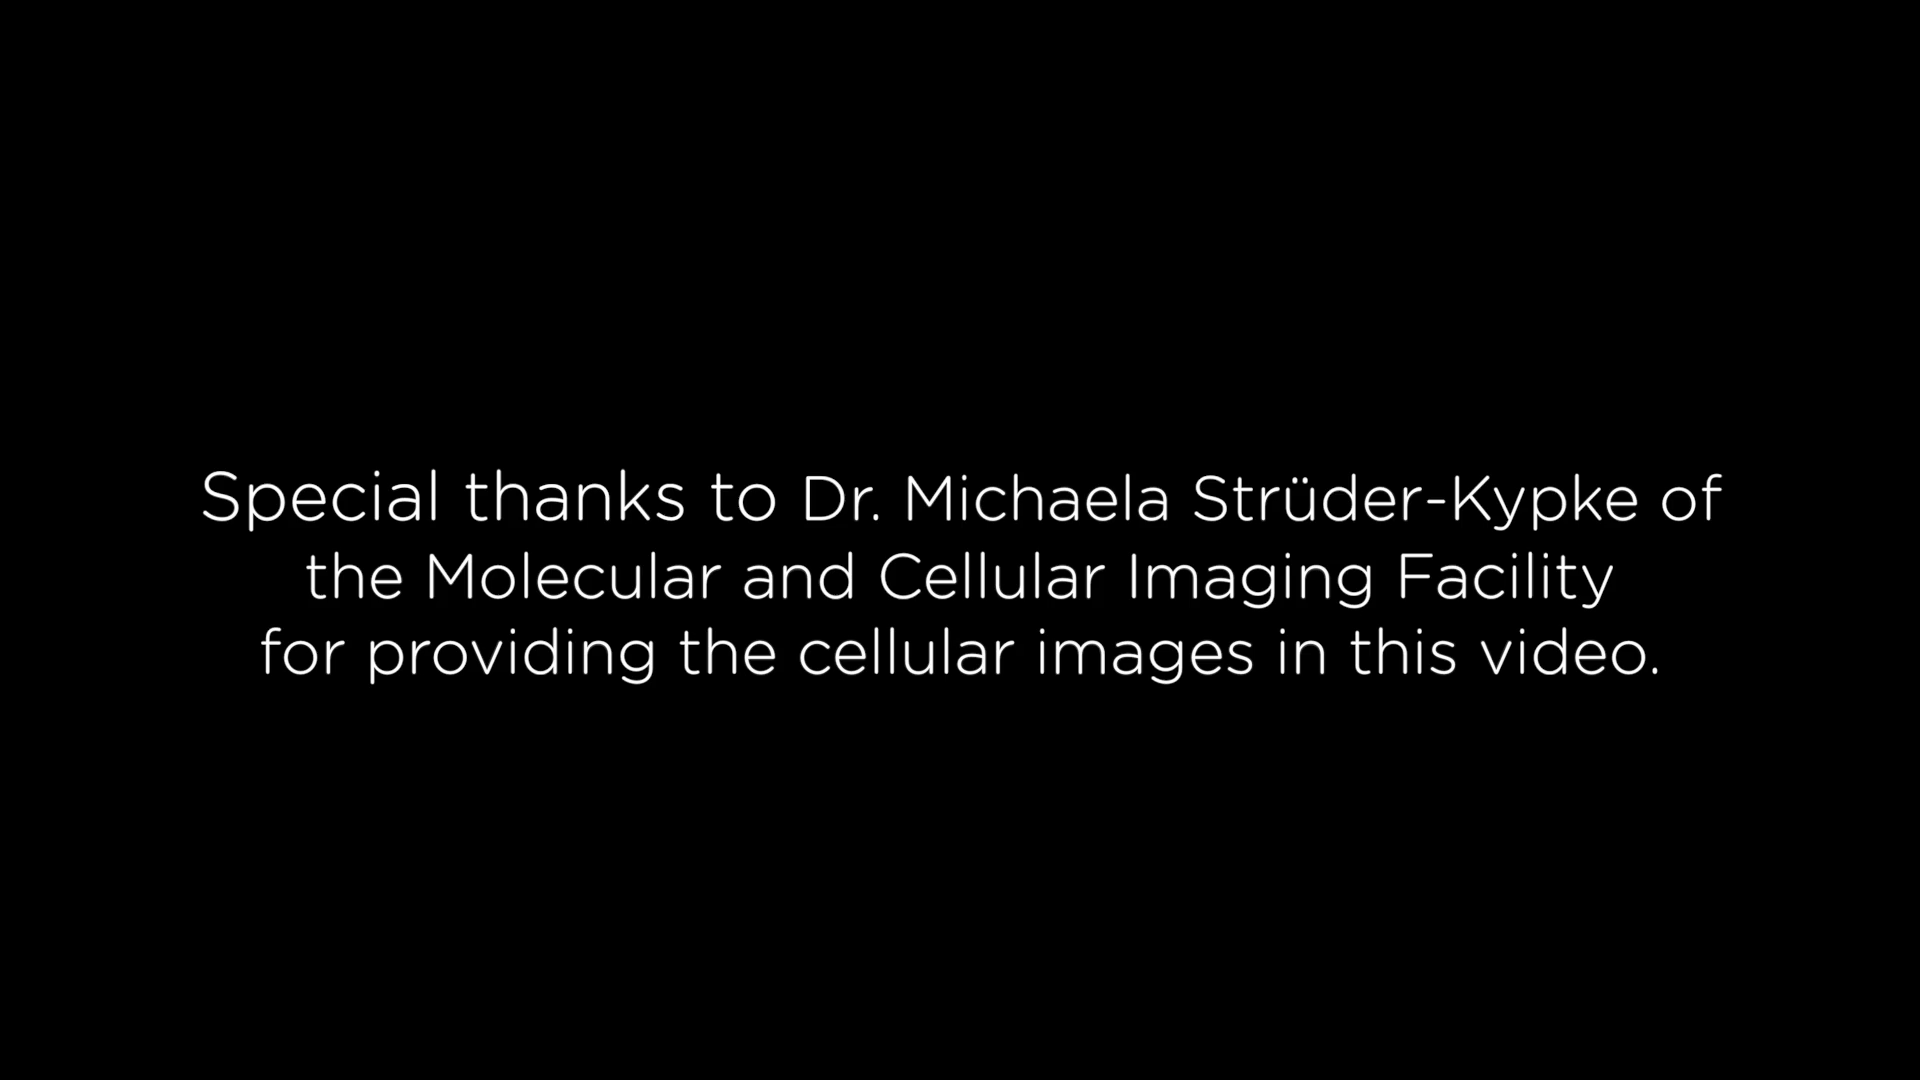 Special thanks to Dr. Michaela Strüder-Kypke of
the Molecular and Cellular Imaging Facility
for providing the cellular images in this video.